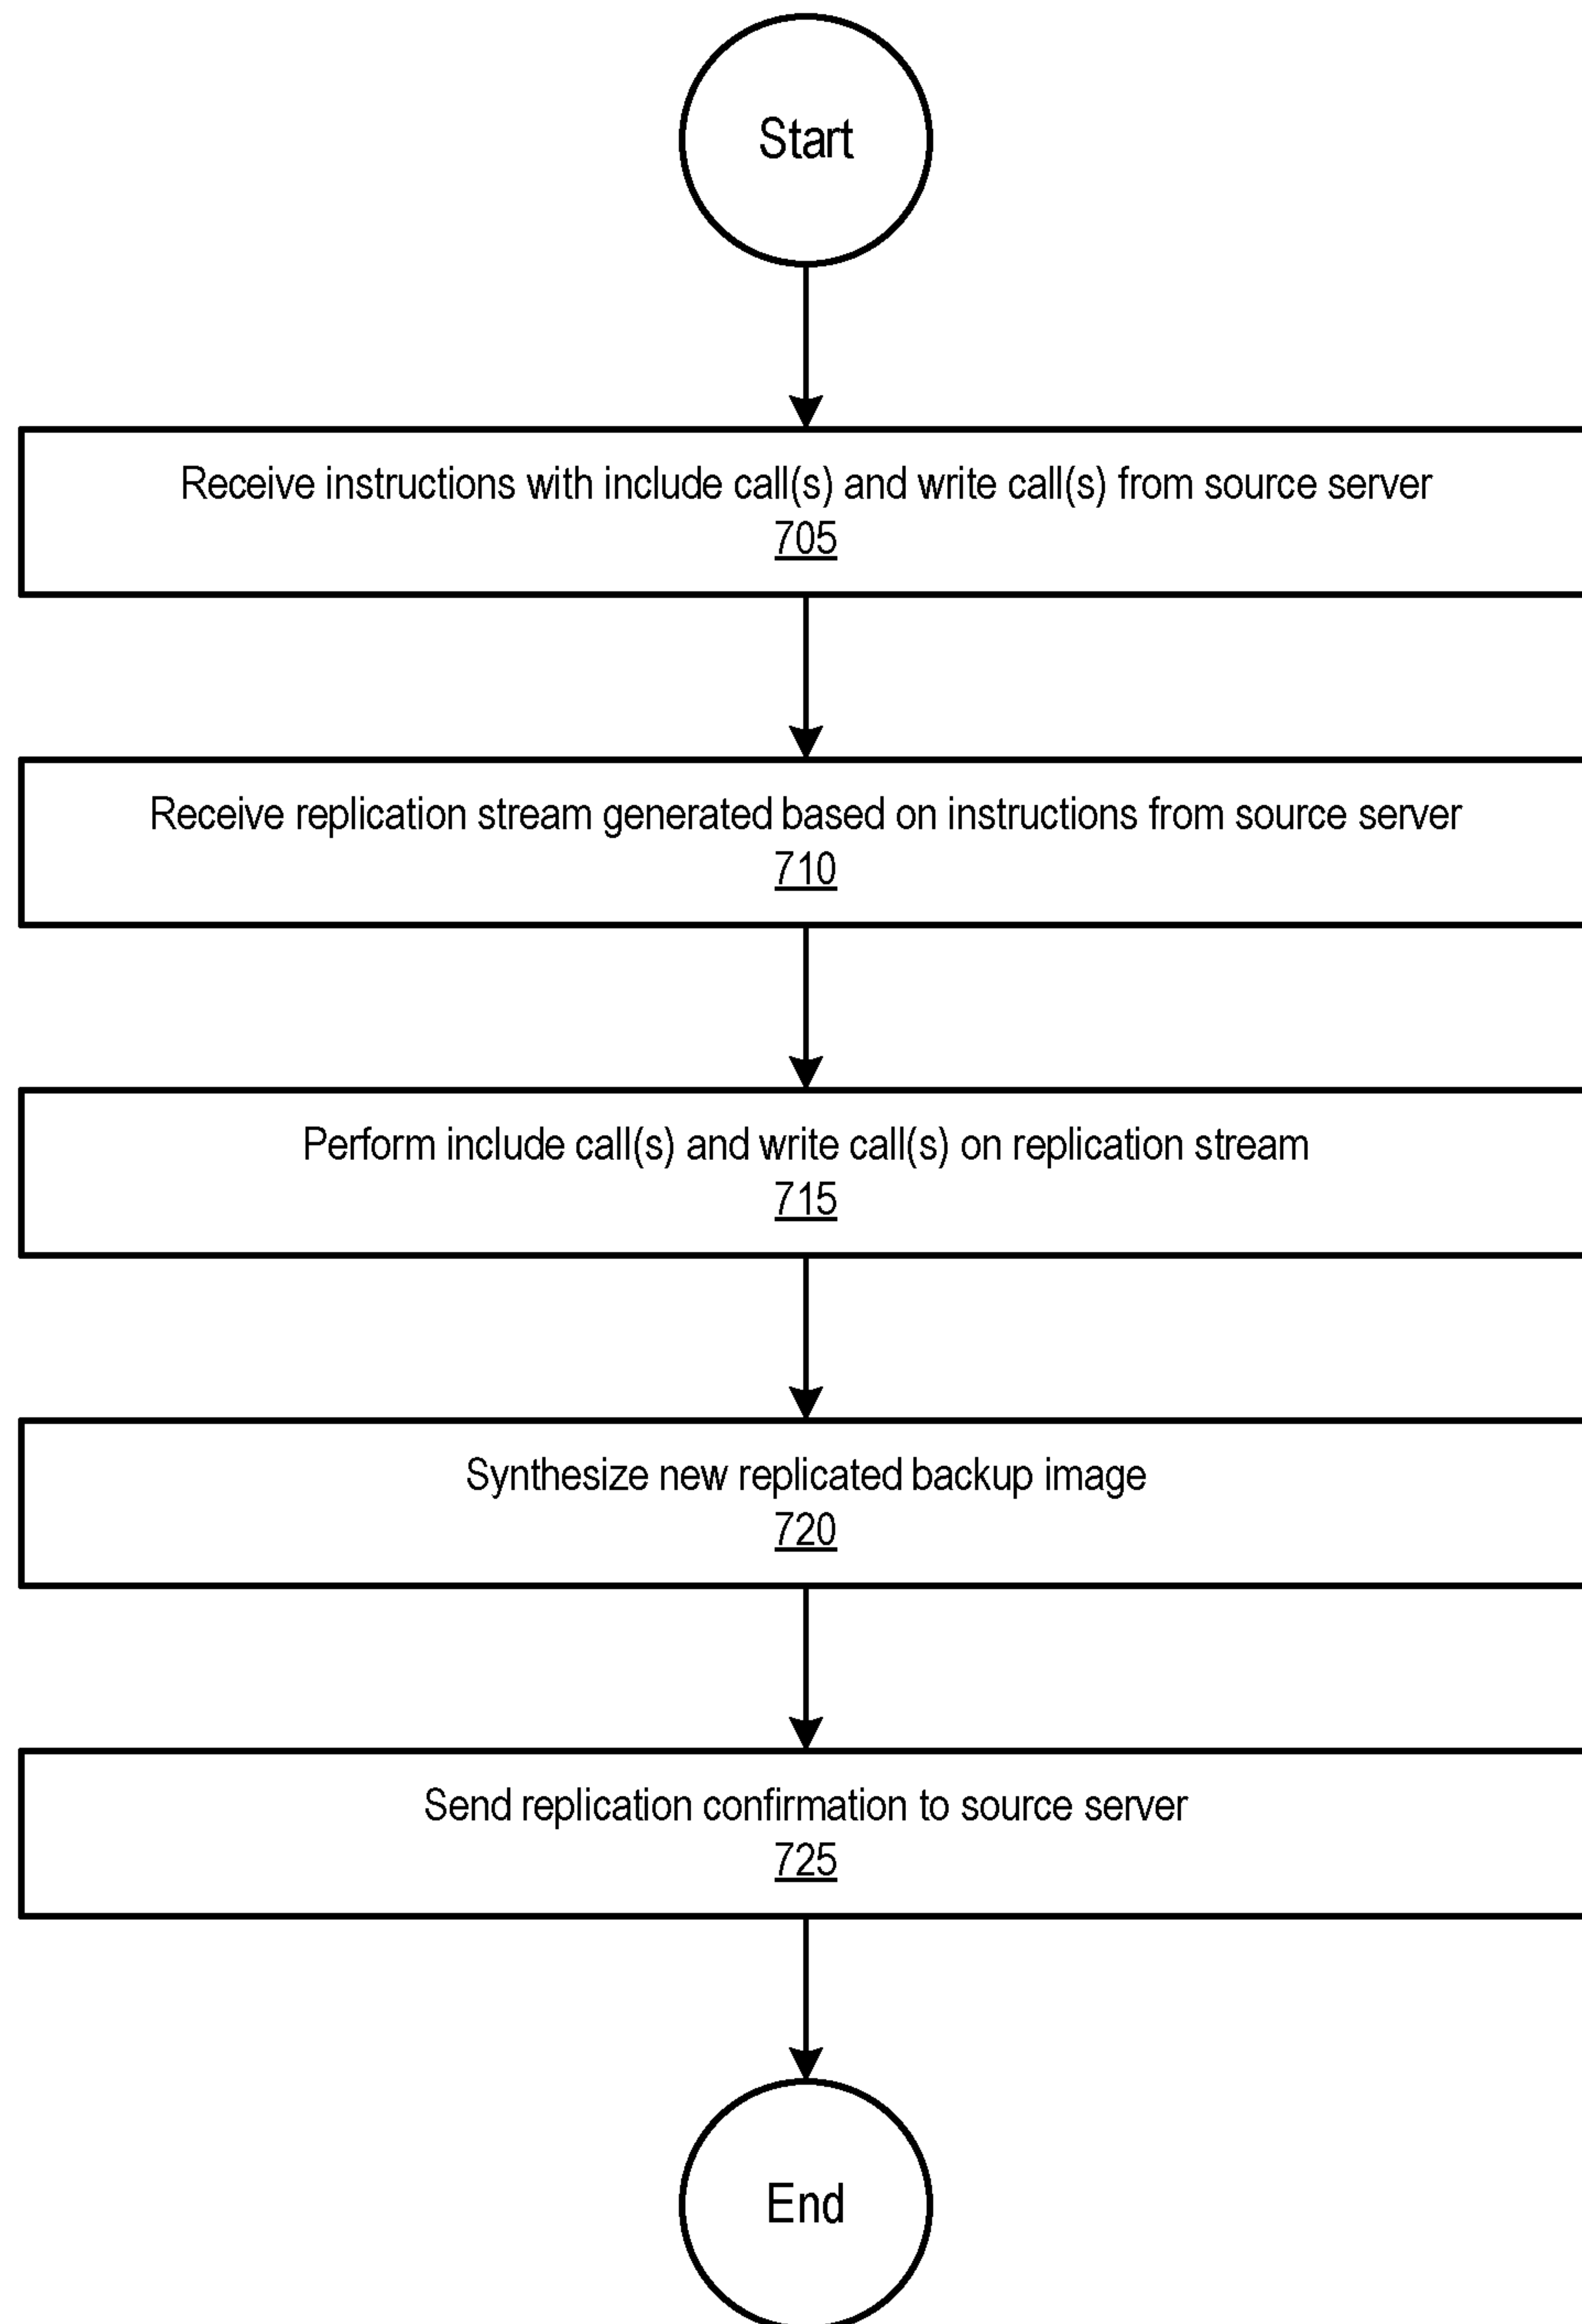 Start
Receive instructions with include call(s) and write call(s) from source server
705
Receive replication stream generated based on instructions from source server
710
Perform include call(s) and write call(s) on replication stream
715
Synthesize new replicated backup image
720
Send replication confirmation to source server
725
End